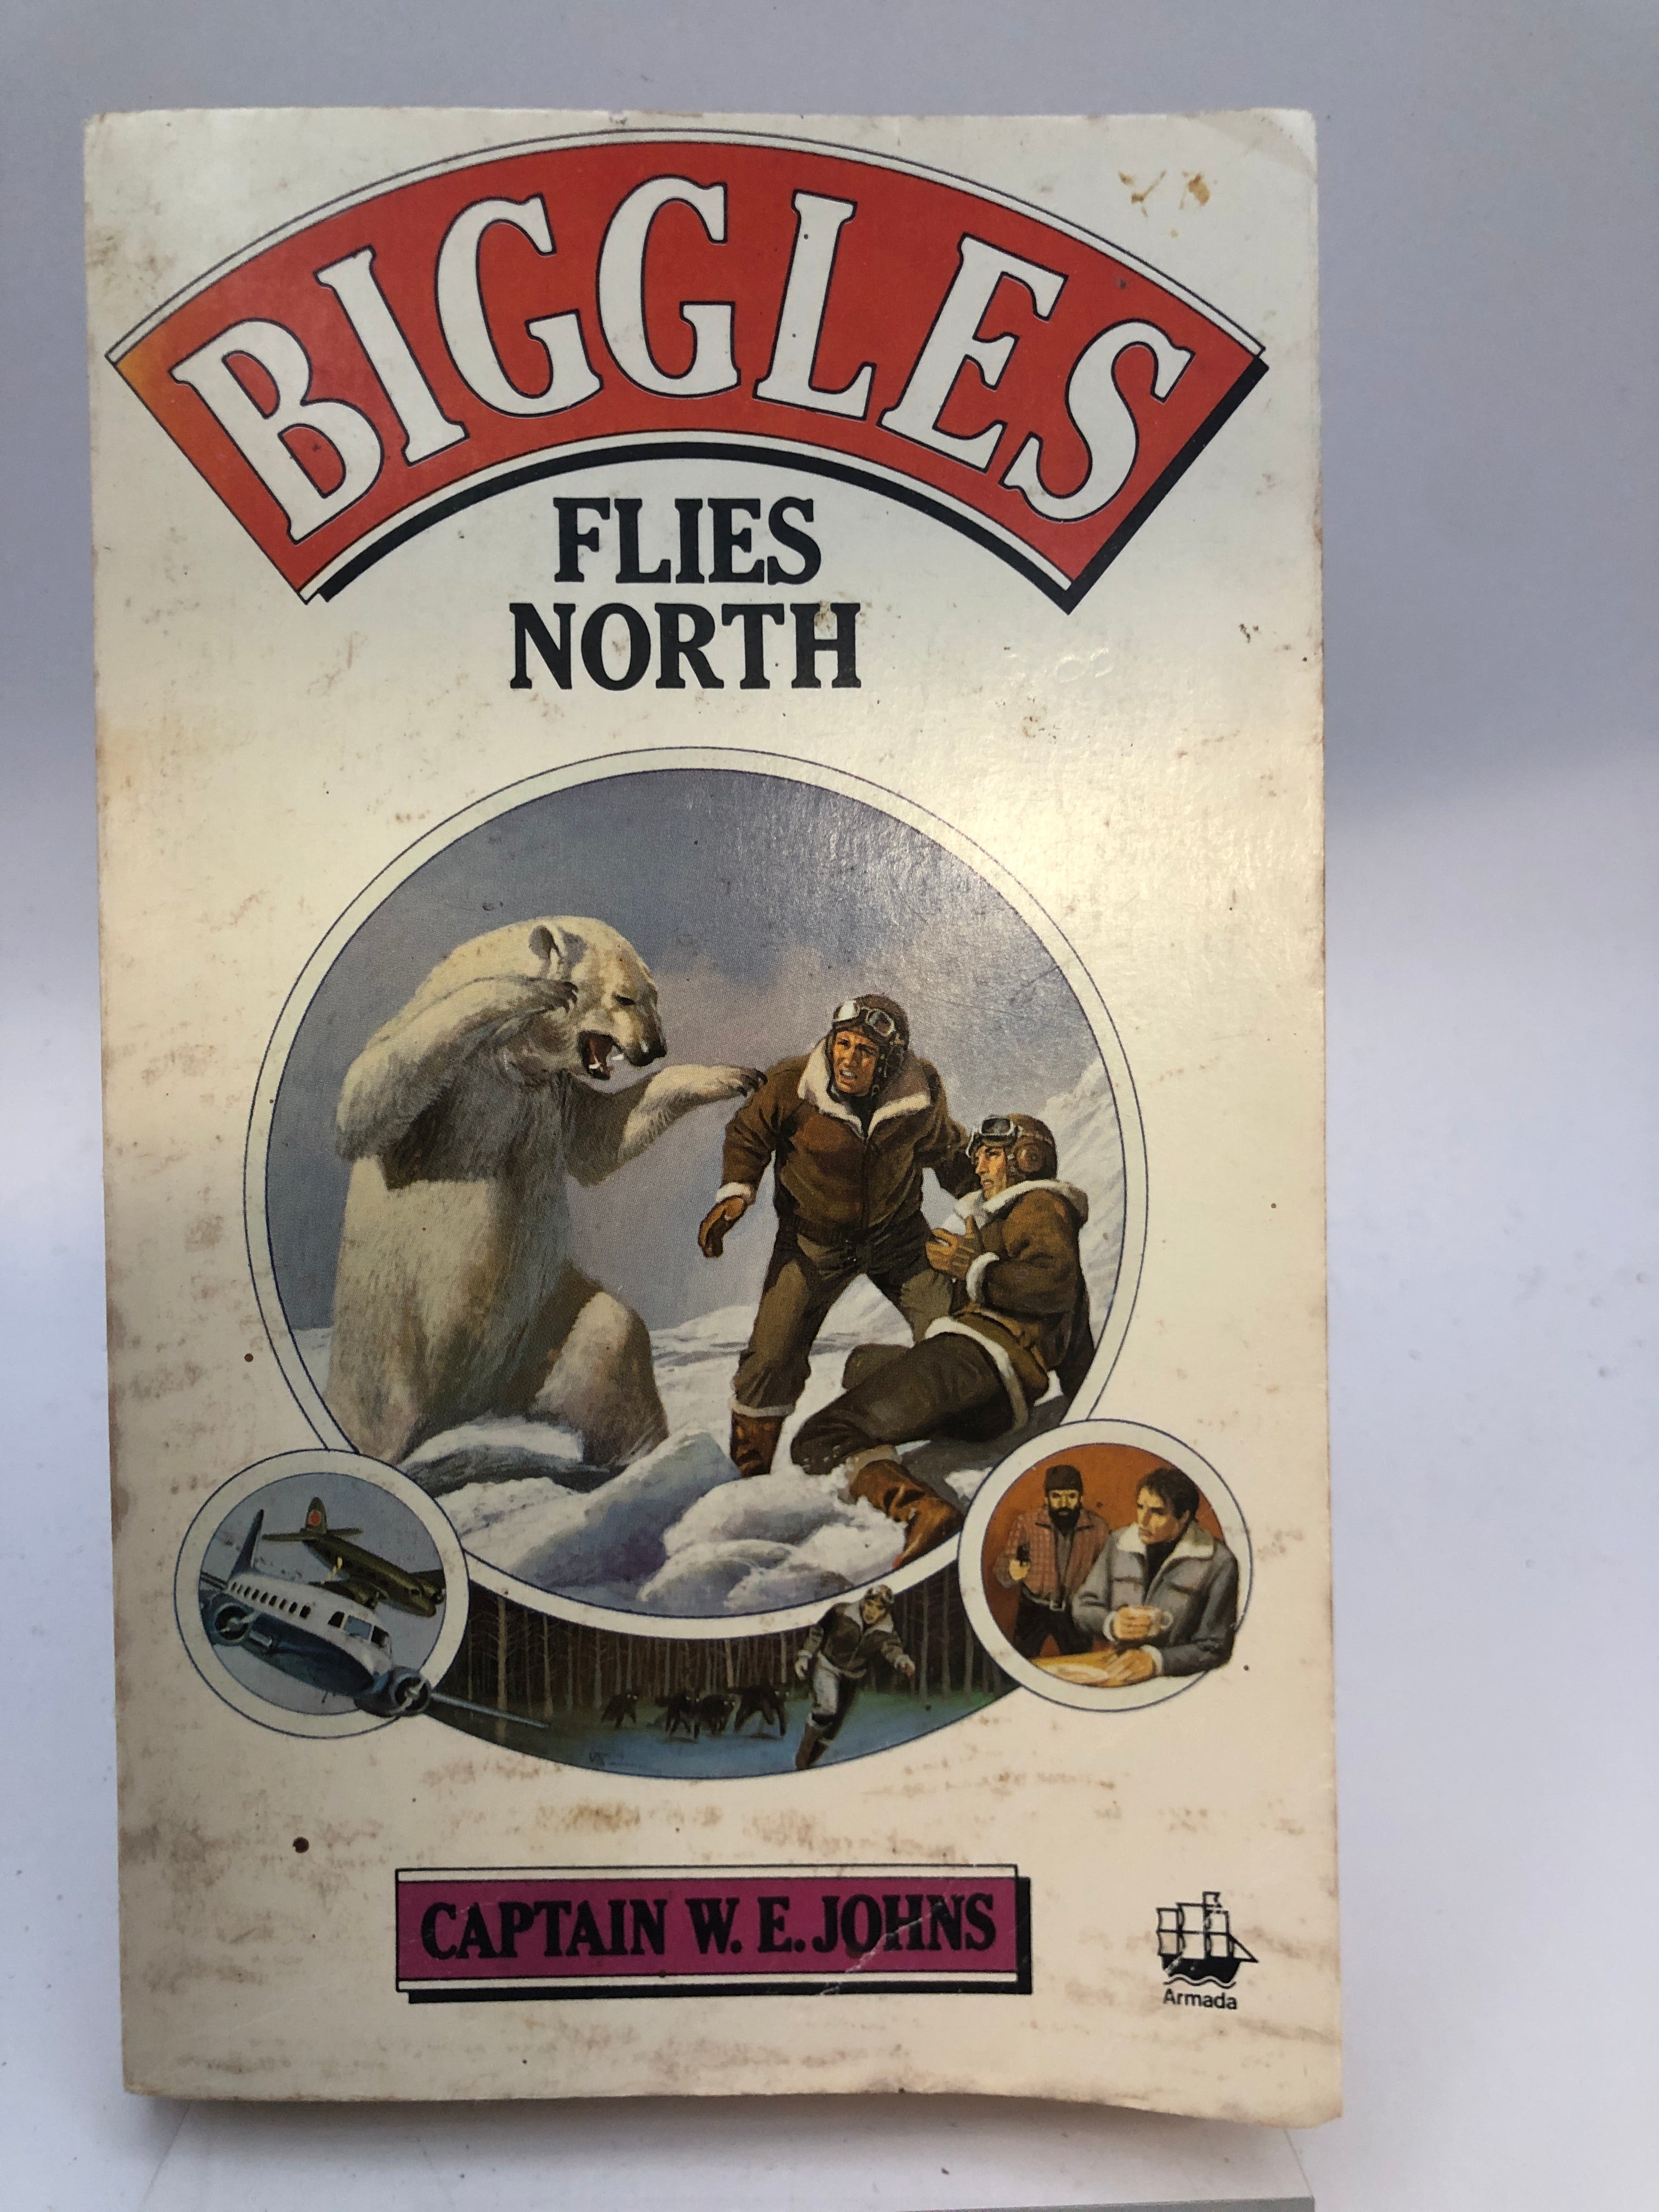 BIGGLES
FLIES
NORTH
CAPTAIN W. E. JOHNS
Armada